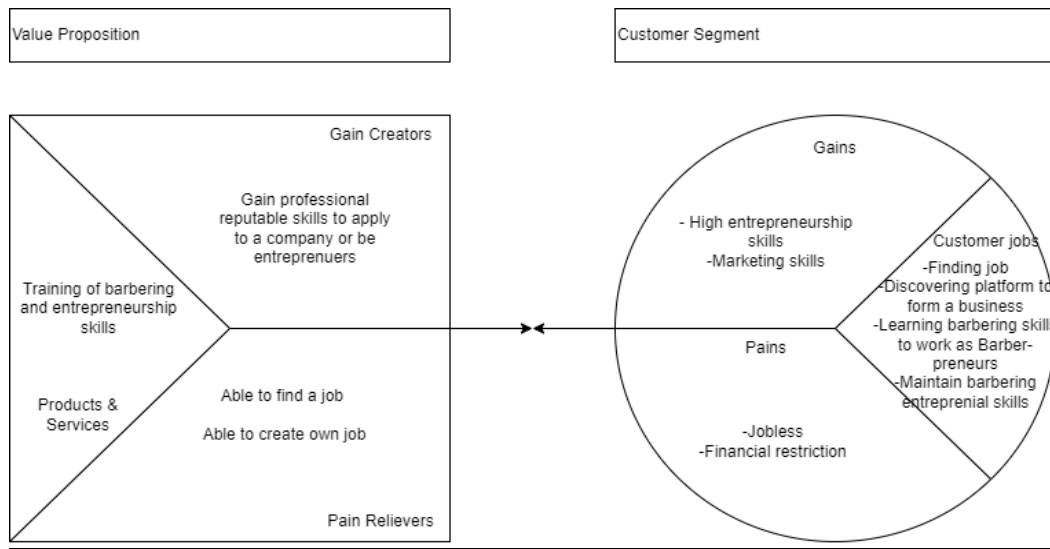 Value Proposition
Customer Segment
Gain Creators
Gain professional
reputable skills to apply
to a company or be
entreprenuers
Training of barbering
and entrepreneurship
skills
Products &
Services
Able to find a job
Able to create own job
Pain Relievers
Gains
- High entrepreneurship
skills
-Marketing skills
Customer jobs
-Finding job
-Discovering platform to
form a business
-Learning barbering skills
to work as Barber-
preneurs
-Maintain barbering
entreprenial skills
Pains
-Jobless
-Financial restriction